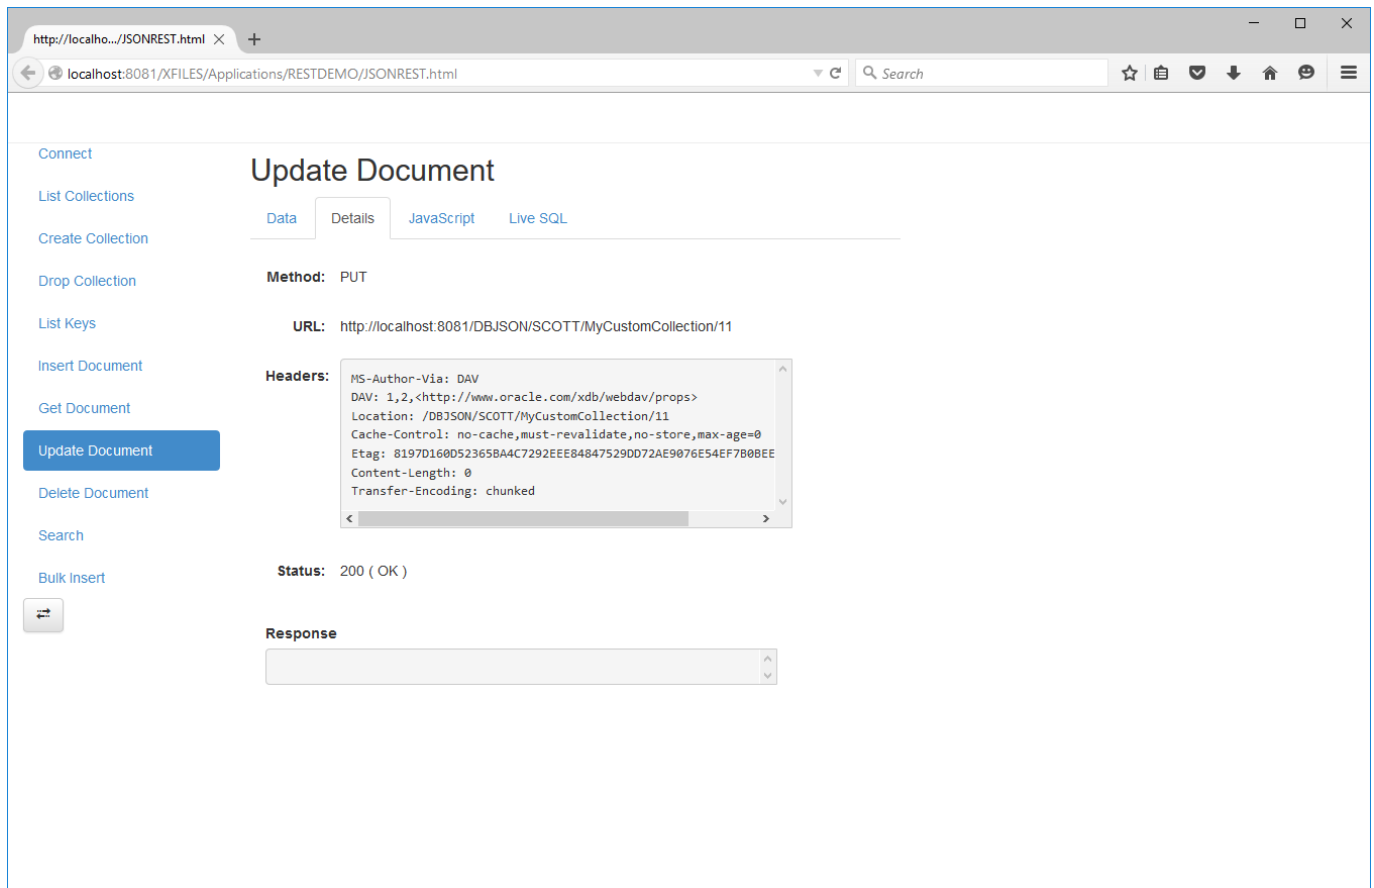 http://localho.../JSONREST.html
localhost:8081/XFILES/Applications/RESTDEMO/JSONREST.html
Search
Connect
List Collections
Create Collection
Drop Collection
List Keys
Insert Document
Get Document
Update Document
Delete Document
Search
Bulk Insert
Update Document
Data Details JavaScript Live SQL
Method: PUT
URL: http://localhost:8081/DBJSON/SCOTT/MyCustomCollection/11
Headers:
MS-Author-Via: DAV
DAV: 1,2,<http://www.oracle.com/xdb/webdav/props>
Location: /DBJSON/SCOTT/MyCustomCollection/11
Cache-Control: no-cache,must-revalidate,no-store,max-age=0
Etag: 8197D160D52365BA4C7292EEE84847529DD72AE9076E54EF7B0BEE
Content-Length: 0
Transfer-Encoding: chunked
Status: 200 ( OK )
Response